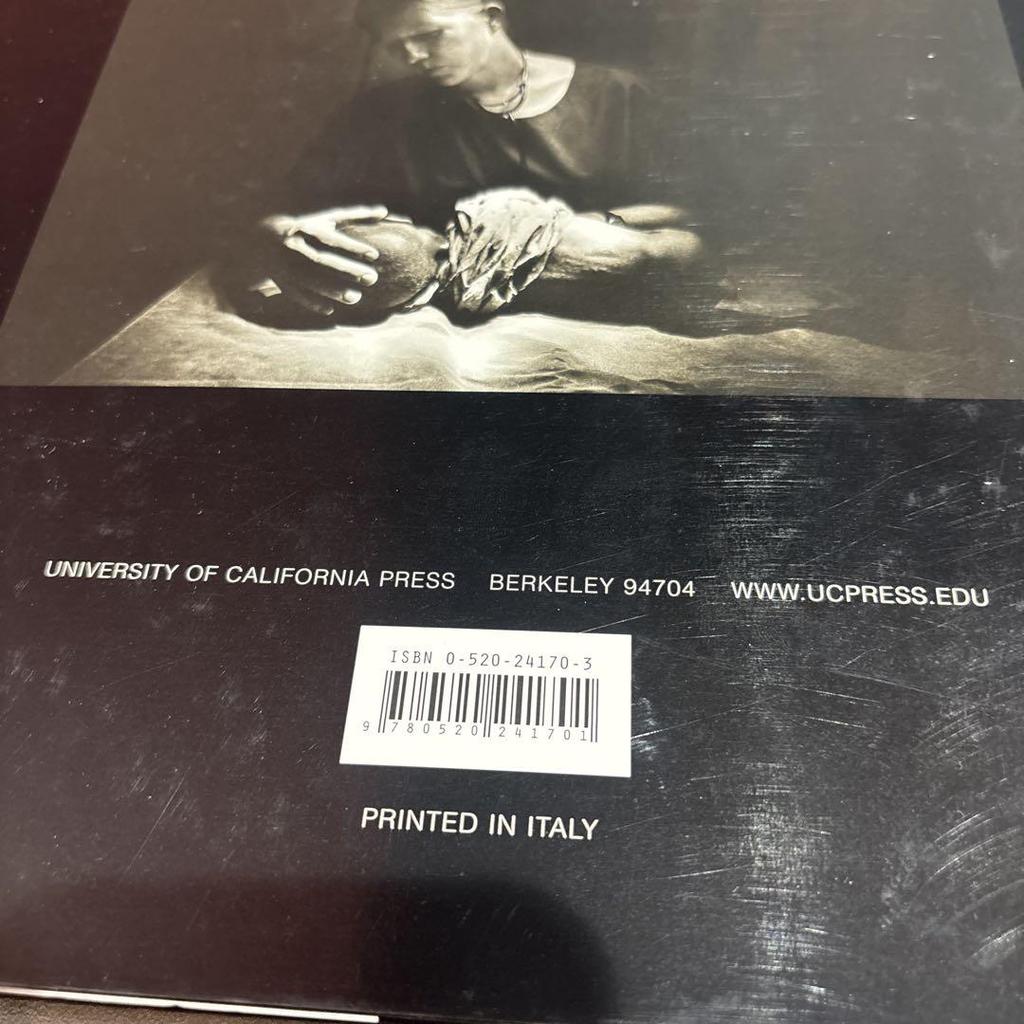 UNIVERSITY OF CALIFORNIA PRESS BERKELEY 94704 WWW.UCPRESS.EDU
ISBN 0-520-24170-3
9 780520 241701
PRINTED IN ITALY